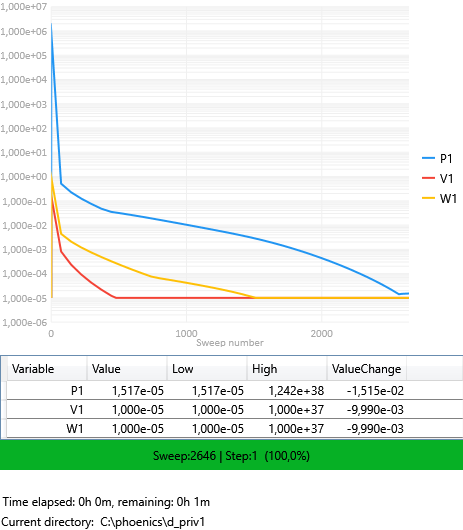 1,000e+07
1,000e+06
1,000e+05
1,000e+04
1,000e+03
1,000e+02
1,000e+01
1,000e+00
1,000e-01
1,000e-02
1,000e-03
1,000e-04
1,000e-05
1,000e-06
0
1000
2000
Sweep number
P1
V1
W1
Variable Value Low High ValueChange
P1 1,517e-05 1,517e-05 1,242e+38 -1,515e-02
V1 1,000e-05 1,000e-05 1,000e+37 -9,990e-03
W1 1,000e-05 1,000e-05 1,000e+37 -9,990e-03
Sweep:2646 | Step:1 (100,0%)
Time elapsed: 0h 0m, remaining: 0h 1m
Current directory: C:\phoenics\d_priv1